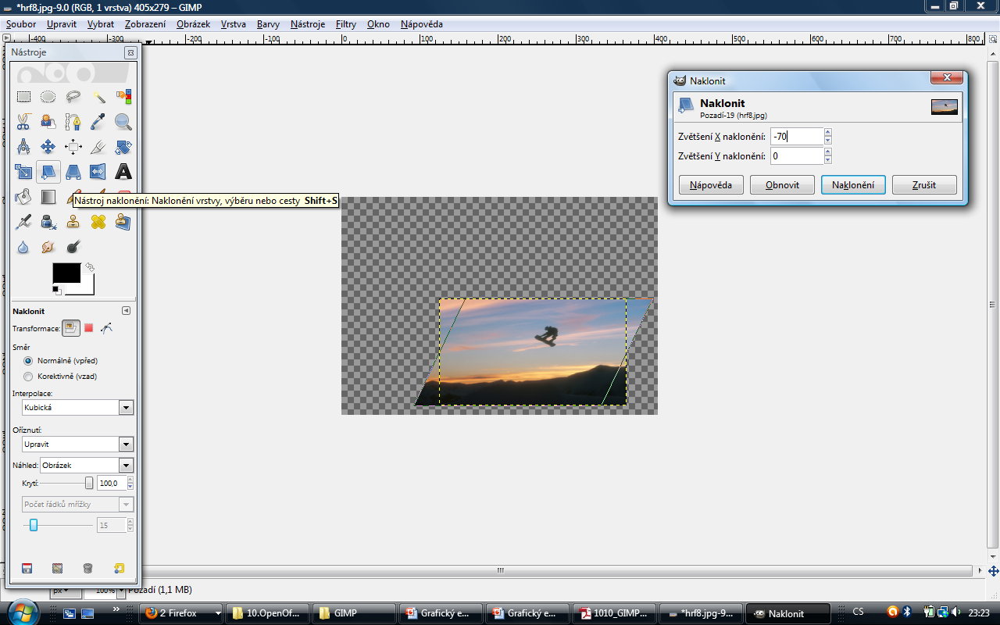 *hrf8.jpg-9.0 (RGB, 1 vrstva) 405x279 – GIMP
Soubor Upravit Vybrat Zobrazení Obrázek Vrstva Barvy Nástroje Filtry Okno Nápověda
-400 -300 -200 -100 0 100 200 300 400 500 600 700 800
Nástroje
Naklonit
Naklonit
Pozadí-19 (hrf8.jpg)
Zvětšení X naklonění: -70
Zvětšení Y naklonění: 0
Nápověda Obnovit Naklonění Zrušit
Nástroj naklonění: Naklonění vrstvy, výběru nebo cesty Shift+S
Naklonit
Transformace:
Směr
Normálně (vpřed)
Korektivně (vzad)
Interpolace:
Kubická
Oříznutí:
Upravit
Náhled: Obrázek
Krytí: 100,0
Počet řádků mřížky
15
px 100% Pozadí (1,1 MB)
2 Firefox 10.OpenOf... GIMP Grafický e... Grafický e... 1010_GIMP... *hrf8.jpg-9... Naklonit CS 23:23